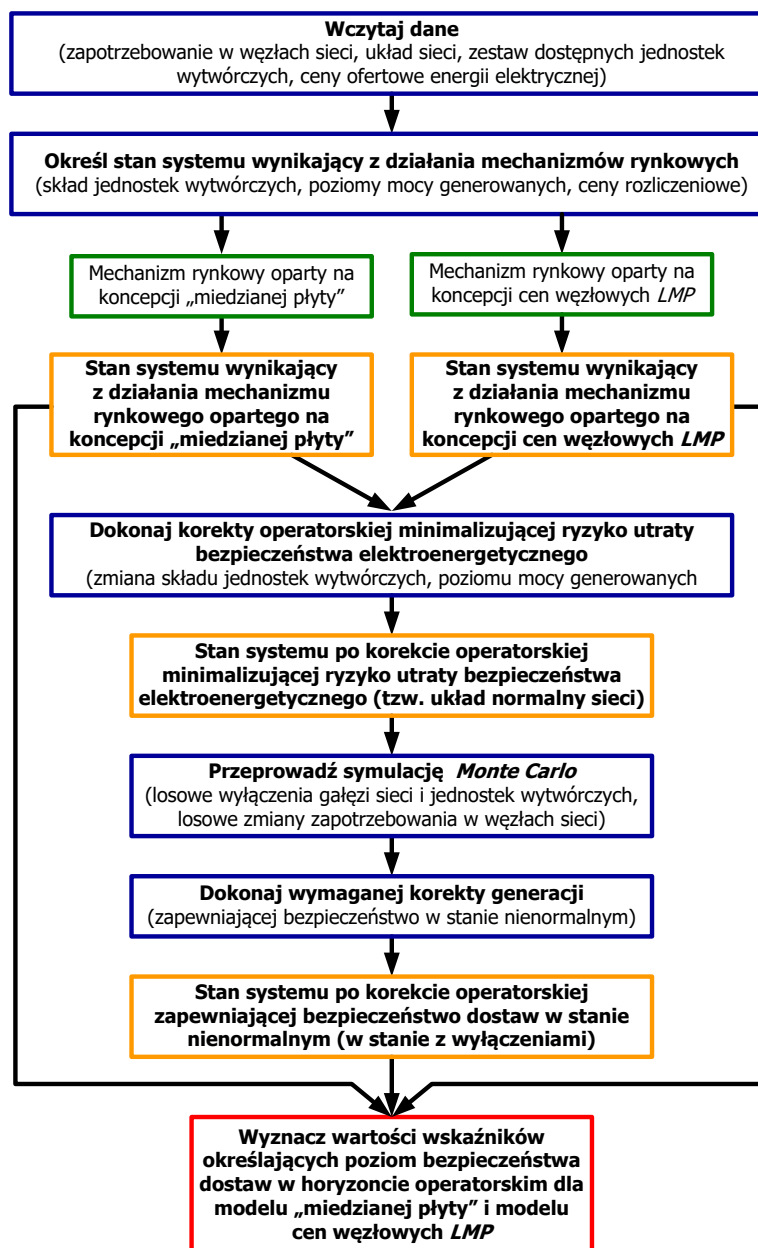 Wczytaj dane
(zapotrzebowanie w węzłach sieci, układ sieci, zestaw dostępnych jednostek
wytwórczych, ceny ofertowe energii elektrycznej)
Określ stan systemu wynikający z działania mechanizmów rynkowych
(skład jednostek wytwórczych, poziomy mocy generowanych, ceny rozliczeniowe)
Mechanizm rynkowy oparty na
koncepcji „miedzianej płyty”
Mechanizm rynkowy oparty na
koncepcji cen węzłowych LMP
Stan systemu wynikający
z działania mechanizmu
rynkowego opartego na
koncepcji „miedzianej płyty”
Stan systemu wynikający
z działania mechanizmu
rynkowego opartego na
koncepcji cen węzłowych LMP
Dokonaj korekty operatorskiej minimalizującej ryzyko utraty
bezpieczeństwa elektroenergetycznego
(zmiana składu jednostek wytwórczych, poziomu mocy generowanych
Stan systemu po korekcie operatorskiej
minimalizującej ryzyko utraty bezpieczeństwa
elektroenergetycznego (tzw. układ normalny sieci)
Przeprowadź symulację Monte Carlo
(losowe wyłączenia gałęzi sieci i jednostek wytwórczych,
losowe zmiany zapotrzebowania w węzłach sieci)
Dokonaj wymaganej korekty generacji
(zapewniającej bezpieczeństwo w stanie nienormalnym)
Stan systemu po korekcie operatorskiej
zapewniającej bezpieczeństwo dostaw w stanie
nienormalnym (w stanie z wyłączeniami)
Wyznacz wartości wskaźników
określających poziom bezpieczeństwa
dostaw w horyzoncie operatorskim dla
modelu „miedzianej płyty” i modelu
cen węzłowych LMP